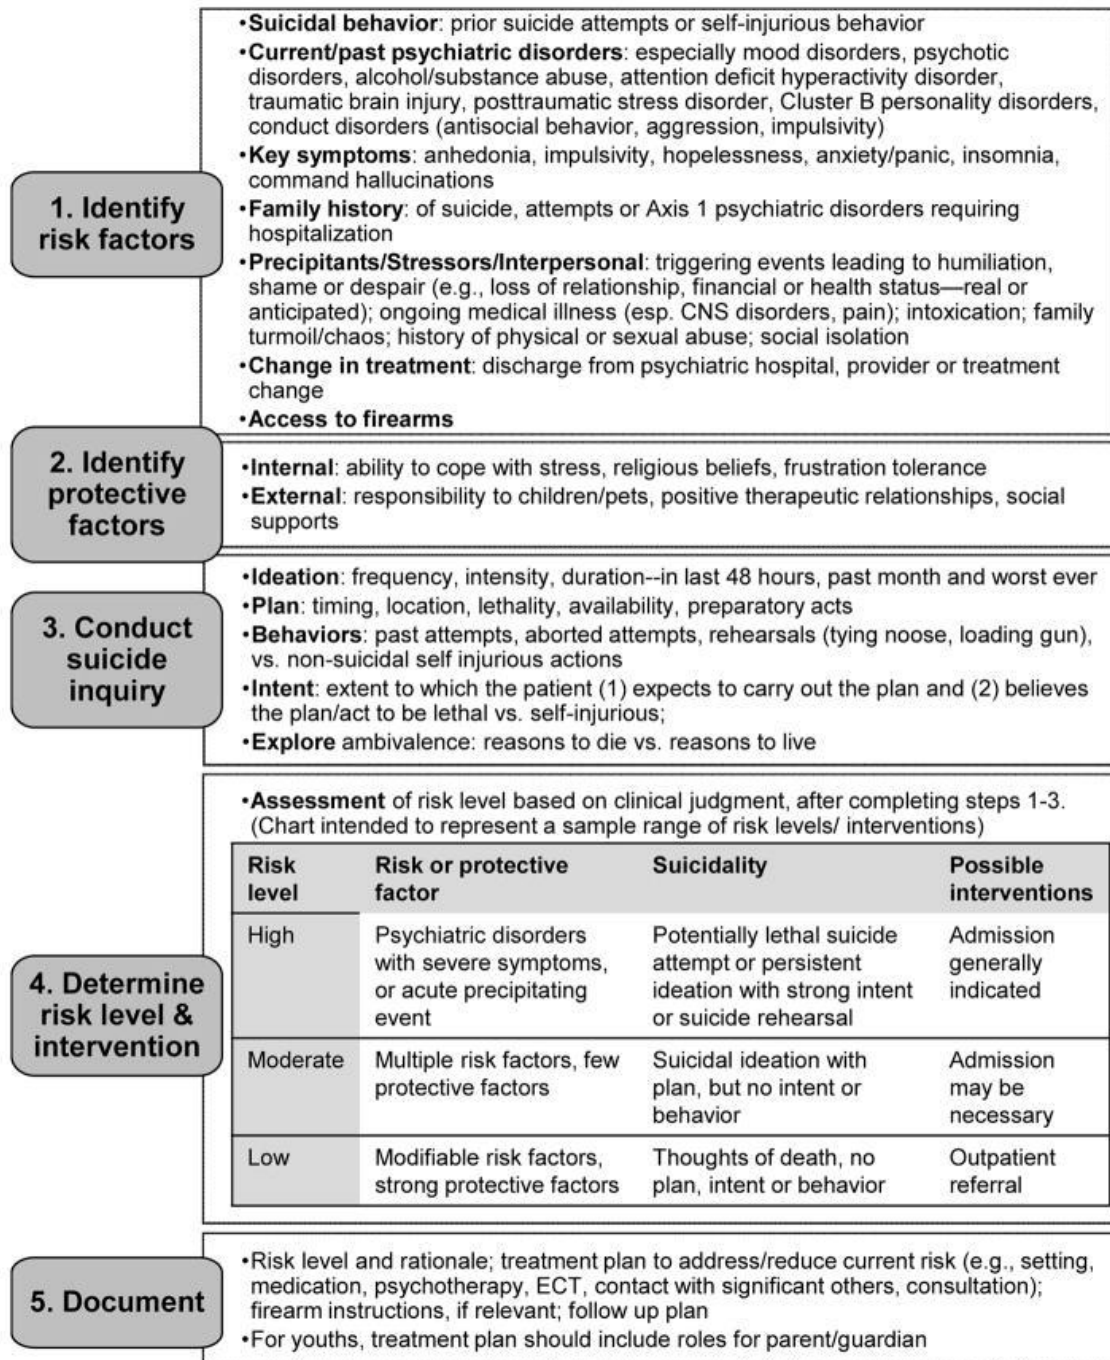 1. Identify
risk factors
•Suicidal behavior: prior suicide attempts or self-injurious behavior
•Current/past psychiatric disorders: especially mood disorders, psychotic
disorders, alcohol/substance abuse, attention deficit hyperactivity disorder,
traumatic brain injury, posttraumatic stress disorder, Cluster B personality disorders,
conduct disorders (antisocial behavior, aggression, impulsivity)
•Key symptoms: anhedonia, impulsivity, hopelessness, anxiety/panic, insomnia,
command hallucinations
•Family history: of suicide, attempts or Axis 1 psychiatric disorders requiring
hospitalization
•Precipitants/Stressors/Interpersonal: triggering events leading to humiliation,
shame or despair (e.g., loss of relationship, financial or health status—real or
anticipated); ongoing medical illness (esp. CNS disorders, pain); intoxication; family
turmoil/chaos; history of physical or sexual abuse; social isolation
•Change in treatment: discharge from psychiatric hospital, provider or treatment
change
•Access to firearms
2. Identify
protective
factors
•Internal: ability to cope with stress, religious beliefs, frustration tolerance
•External: responsibility to children/pets, positive therapeutic relationships, social
supports
3. Conduct
suicide
inquiry
•Ideation: frequency, intensity, duration--in last 48 hours, past month and worst ever
•Plan: timing, location, lethality, availability, preparatory acts
•Behaviors: past attempts, aborted attempts, rehearsals (tying noose, loading gun),
vs. non-suicidal self injurious actions
•Intent: extent to which the patient (1) expects to carry out the plan and (2) believes
the plan/act to be lethal vs. self-injurious;
•Explore ambivalence: reasons to die vs. reasons to live
4. Determine
risk level &
intervention
•Assessment of risk level based on clinical judgment, after completing steps 1-3.
(Chart intended to represent a sample range of risk levels/ interventions)
Risk level
Risk or protective factor
Suicidality
Possible interventions
High
Psychiatric disorders
with severe symptoms,
or acute precipitating
event
Potentially lethal suicide
attempt or persistent
ideation with strong intent
or suicide rehearsal
Admission
generally
indicated
Moderate
Multiple risk factors, few
protective factors
Suicidal ideation with
plan, but no intent or
behavior
Admission
may be
necessary
Low
Modifiable risk factors,
strong protective factors
Thoughts of death, no
plan, intent or behavior
Outpatient
referral
5. Document
•Risk level and rationale; treatment plan to address/reduce current risk (e.g., setting,
medication, psychotherapy, ECT, contact with significant others, consultation);
firearm instructions, if relevant; follow up plan
•For youths, treatment plan should include roles for parent/guardian